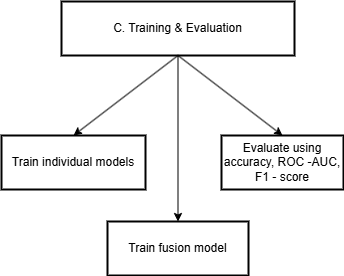 C. Training & Evaluation
Train individual models
Evaluate using
accuracy, ROC -AUC,
F1 - score
Train fusion model